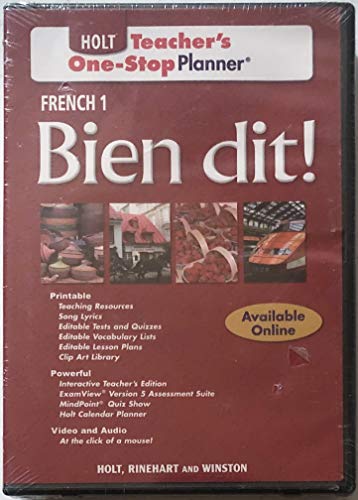 HOLT Teacher's
One-Stop Planner®
FRENCH 1
Bien dit!
Available
Online
Printable
Teaching Resources
Song Lyrics
Editable Tests and Quizzes
Editable Vocabulary Lists
Editable Lesson Plans
Clip Art Library
Powerful
Interactive Teacher's Edition
ExamView® Version 5 Assessment Suite
MindPoint® Quiz Show
Holt Calendar Planner
Video and Audio
At the click of a mouse!
HOLT, RINEHART AND WINSTON